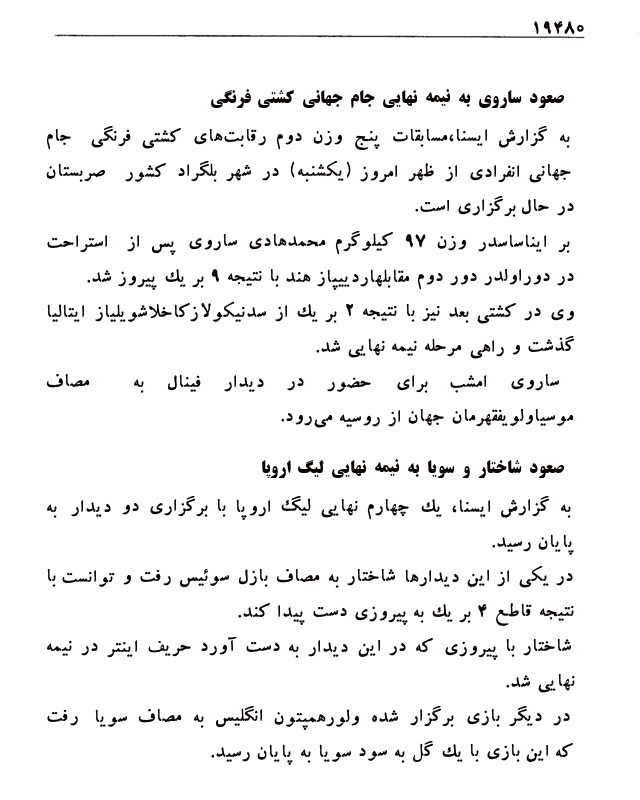 ۱۹۴۸۰
صعود ساروی به نیمه نهایی جام جهانی کشتی فرنگی
به گزارش ایسنا،مسابقات پنج وزن دوم رقابت‌های کشتی فرنگی جام
جهانی انفرادی از ظهر امروز (یکشنبه) در شهر بلگراد کشور صربستان
در حال برگزاری است.
بر ایناساسدر وزن ۹۷ کیلوگرم محمدهادی ساروی پس از استراحت
در دوراولدر دور دوم مقابلهاردییپاز هند با نتیجه ۹ بر یك پیروز شد.
وی در کشتی بعد نیز با نتیجه ۲ بر یك از سدنیکولازکاخلاشویلیاز ایتالیا
گذشت و راهی مرحله نیمه نهایی شد.
ساروی امشب برای حضور در دیدار فینال به مصاف
موسیاولویفقهرمان جهان از روسیه می‌رود.
صعود شاختار و سویا به نیمه نهایی لیگ اروپا
به گزارش ایسنا، یك چهارم نهایی لیگ اروپا با برگزاری دو دیدار به
پایان رسید.
در یکی از این دیدارها شاختار به مصاف بازل سوئیس رفت و توانست با
نتیجه قاطع ۴ بر یك به پیروزی دست پیدا کند.
شاختار با پیروزی که در این دیدار به دست آورد حریف اینتر در نیمه
نهایی شد.
در دیگر بازی برگزار شده ولورهمپتون انگلیس به مصاف سویا رفت
که این بازی با یك گل به سود سویا به پایان رسید.